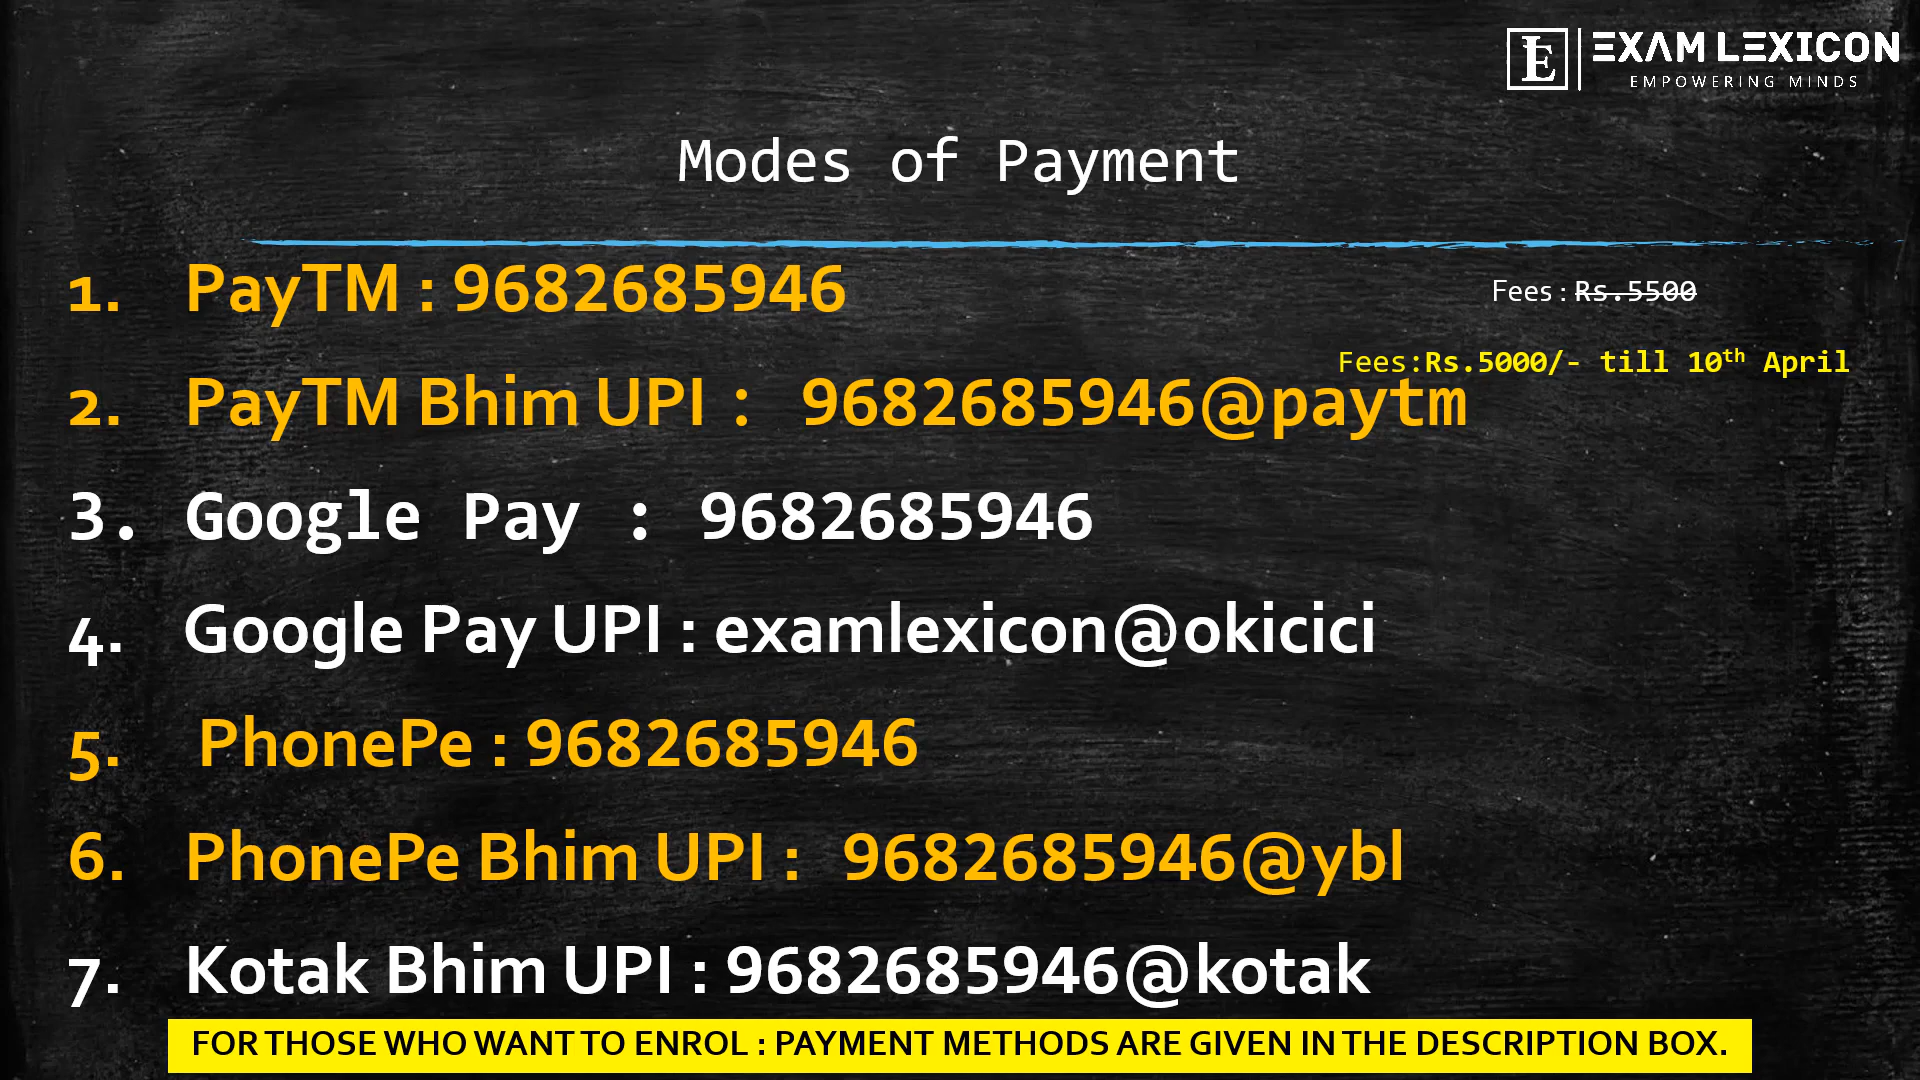 EXAM LEXICON
EMPOWERING MINDS
Modes of Payment
1. PayTM : 9682685946
Fees : Rs.5500
Fees:Rs.5000/- till 10th April
2. PayTM Bhim UPI : 9682685946@paytm
3. Google Pay : 9682685946
4. Google Pay UPI : examlexicon@okicici
5. PhonePe : 9682685946
6. PhonePe Bhim UPI : 9682685946@ybl
7. Kotak Bhim UPI : 9682685946@kotak
FOR THOSE WHO WANT TO ENROL : PAYMENT METHODS ARE GIVEN IN THE DESCRIPTION BOX.